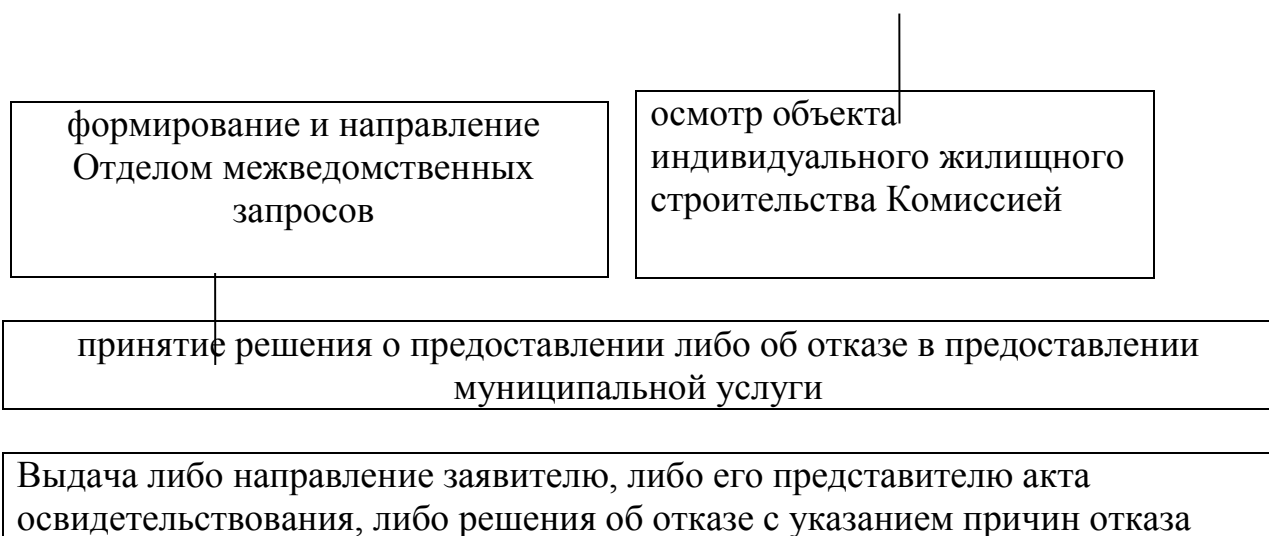 формирование и направление
Отделом межведомственных
запросов
осмотр объекта
индивидуального жилищного
строительства Комиссией
принятие решения о предоставлении либо об отказе в предоставлении
муниципальной услуги
Выдача либо направление заявителю, либо его представителю акта
освидетельствования, либо решения об отказе с указанием причин отказа